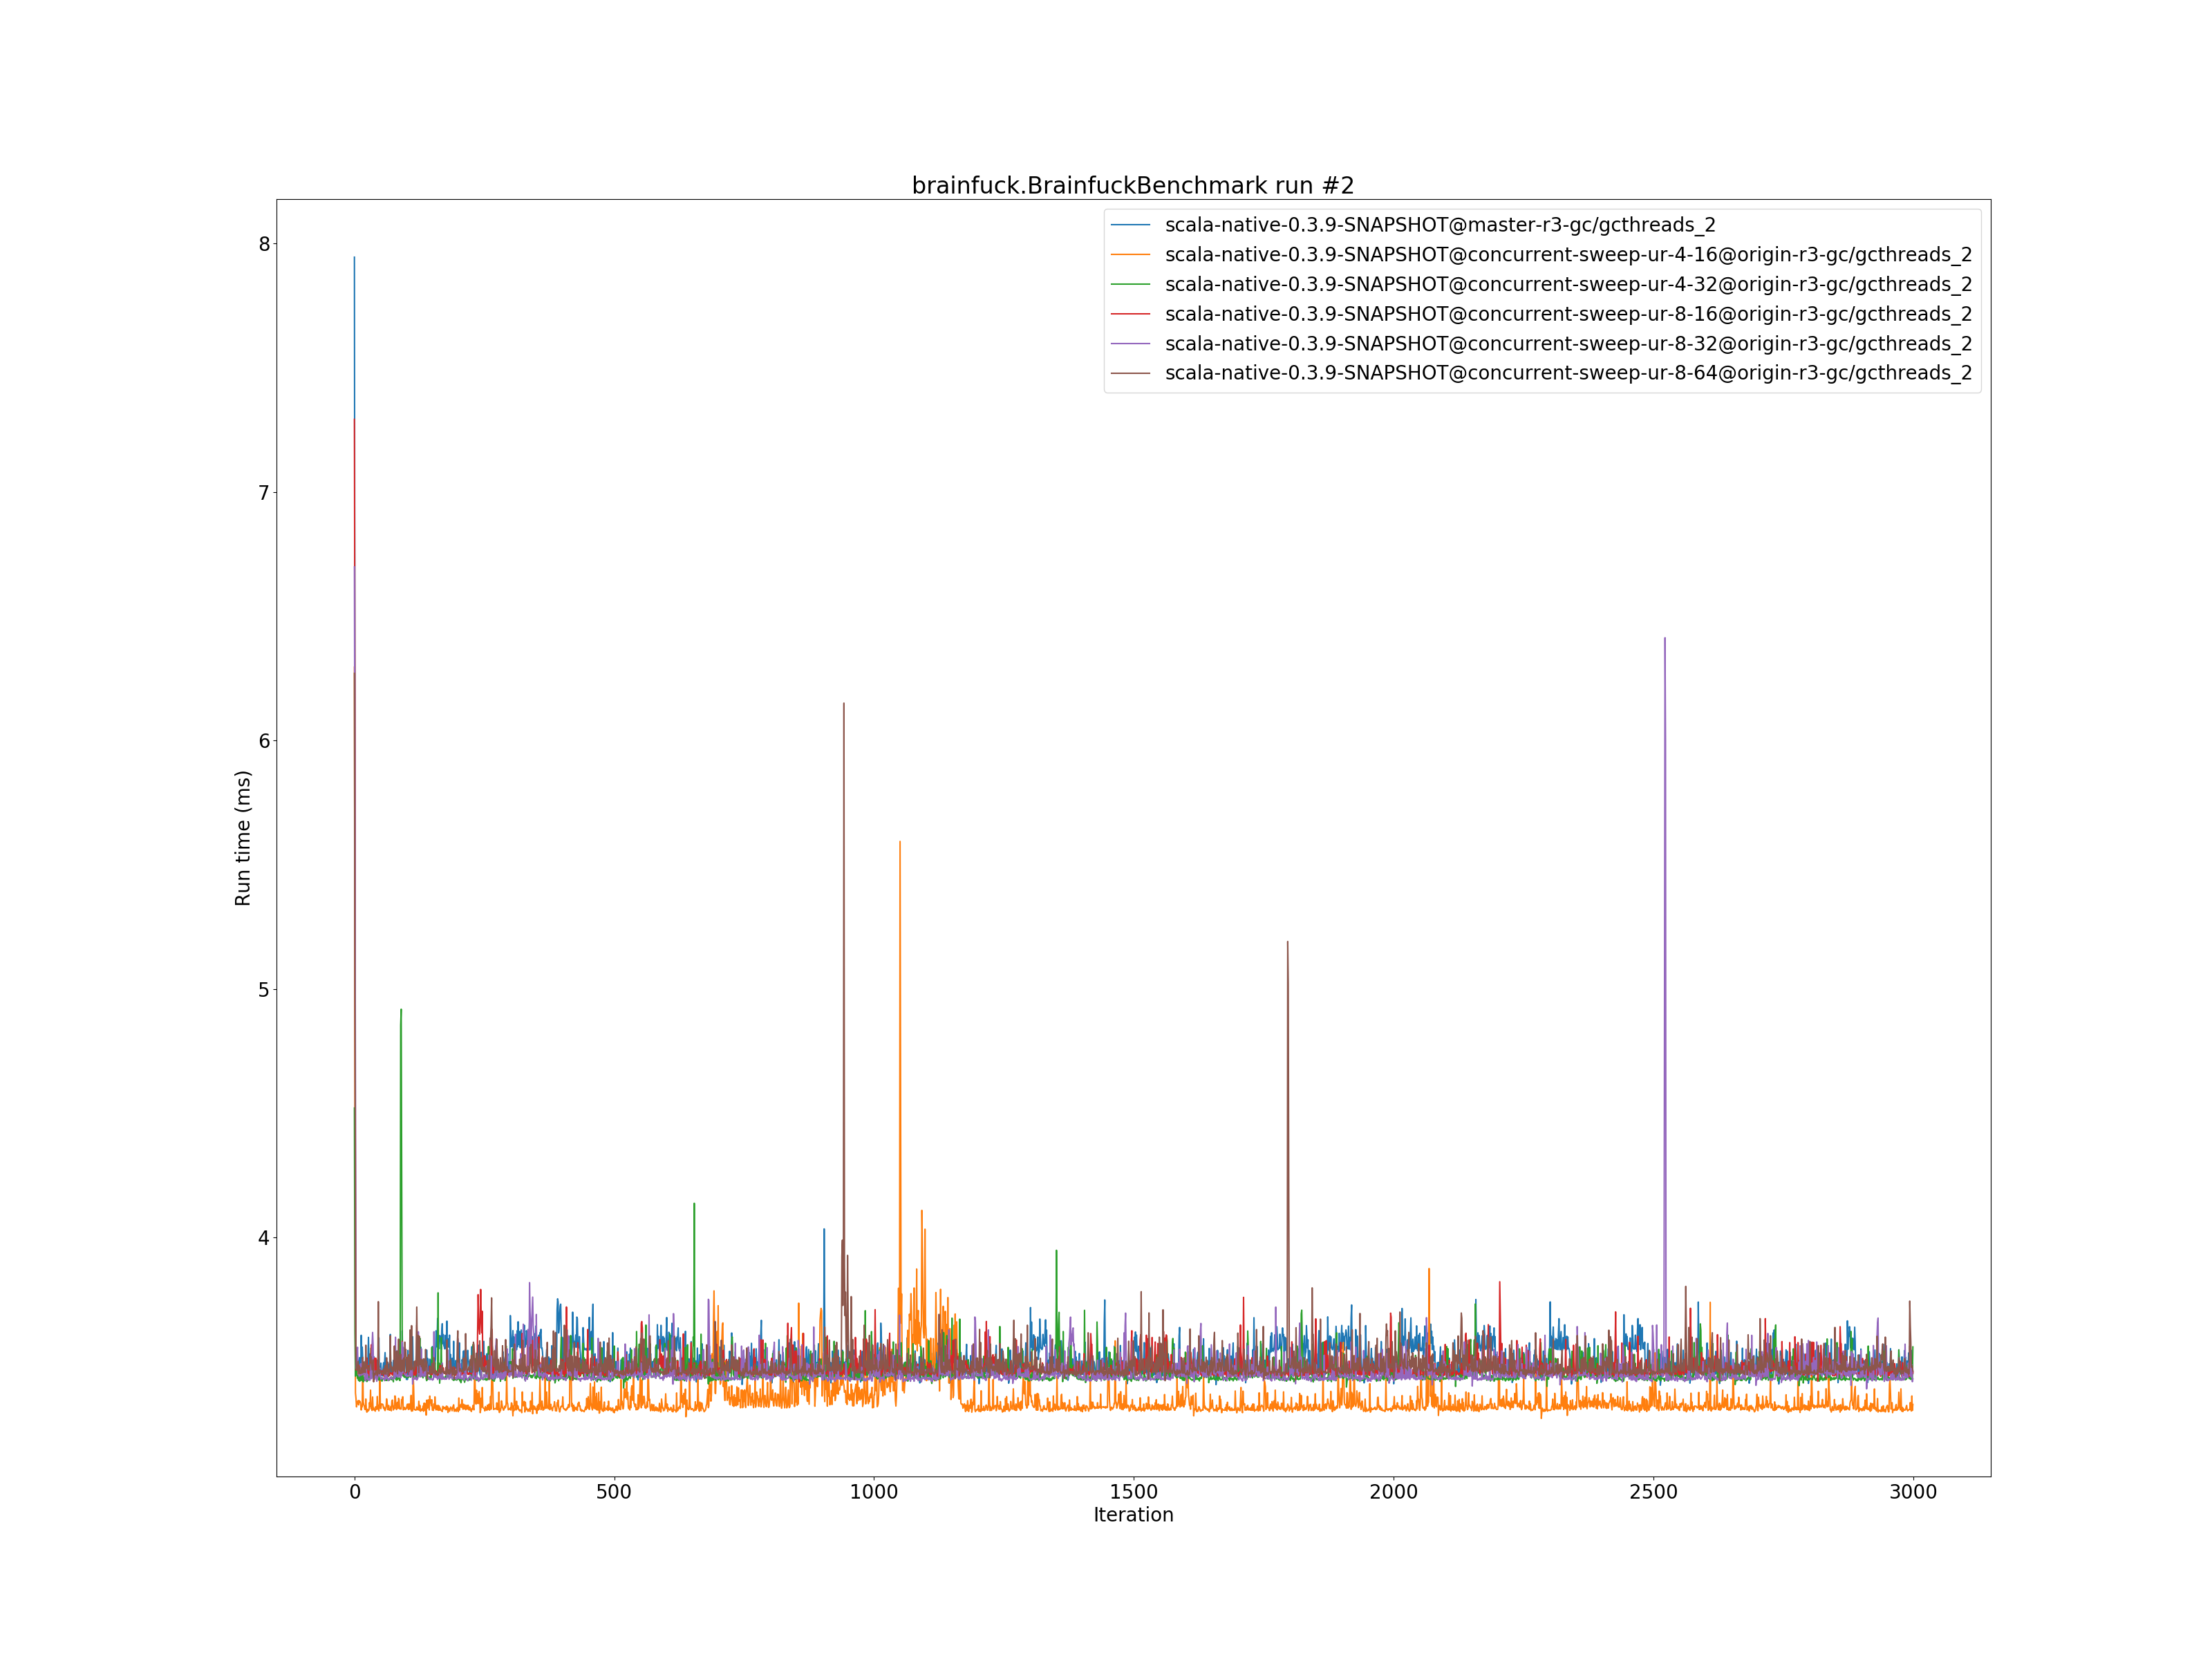 brainfuck.BrainfuckBenchmark run #2
scala-native-0.3.9-SNAPSHOT@master-r3-gc/gcthreads_2
scala-native-0.3.9-SNAPSHOT@concurrent-sweep-ur-4-16@origin-r3-gc/gcthreads_2
scala-native-0.3.9-SNAPSHOT@concurrent-sweep-ur-4-32@origin-r3-gc/gcthreads_2
scala-native-0.3.9-SNAPSHOT@concurrent-sweep-ur-8-16@origin-r3-gc/gcthreads_2
scala-native-0.3.9-SNAPSHOT@concurrent-sweep-ur-8-32@origin-r3-gc/gcthreads_2
scala-native-0.3.9-SNAPSHOT@concurrent-sweep-ur-8-64@origin-r3-gc/gcthreads_2
8
7
6
5
4
Run time (ms)
0 500 1000 1500 2000 2500 3000
Iteration